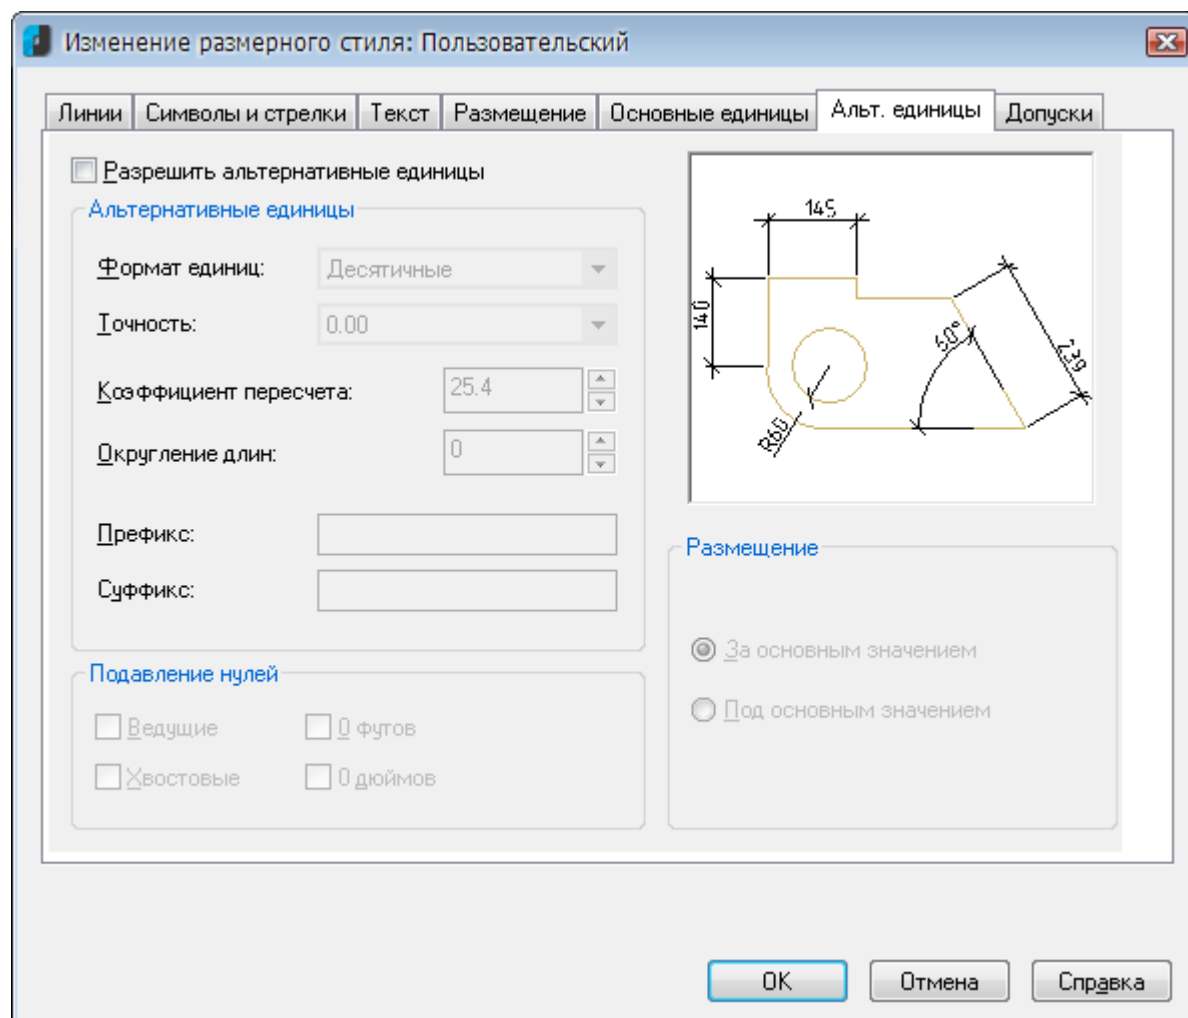 Изменение размерного стиля: Пользовательский
Линии Символы и стрелки Текст Размещение Основные единицы Альт. единицы Допуски
Разрешить альтернативные единицы
Альтернативные единицы
Формат единиц: Десятичные
Точность: 0.00
Коэффициент пересчета: 25.4
Округление длин: 0
Префикс:
Суффикс:
Подавление нулей
Ведущие 0 футов
Хвостовые 0 дюймов
145
140
60°
239
R60
Размещение
За основным значением
Под основным значением
OK Отмена Справка